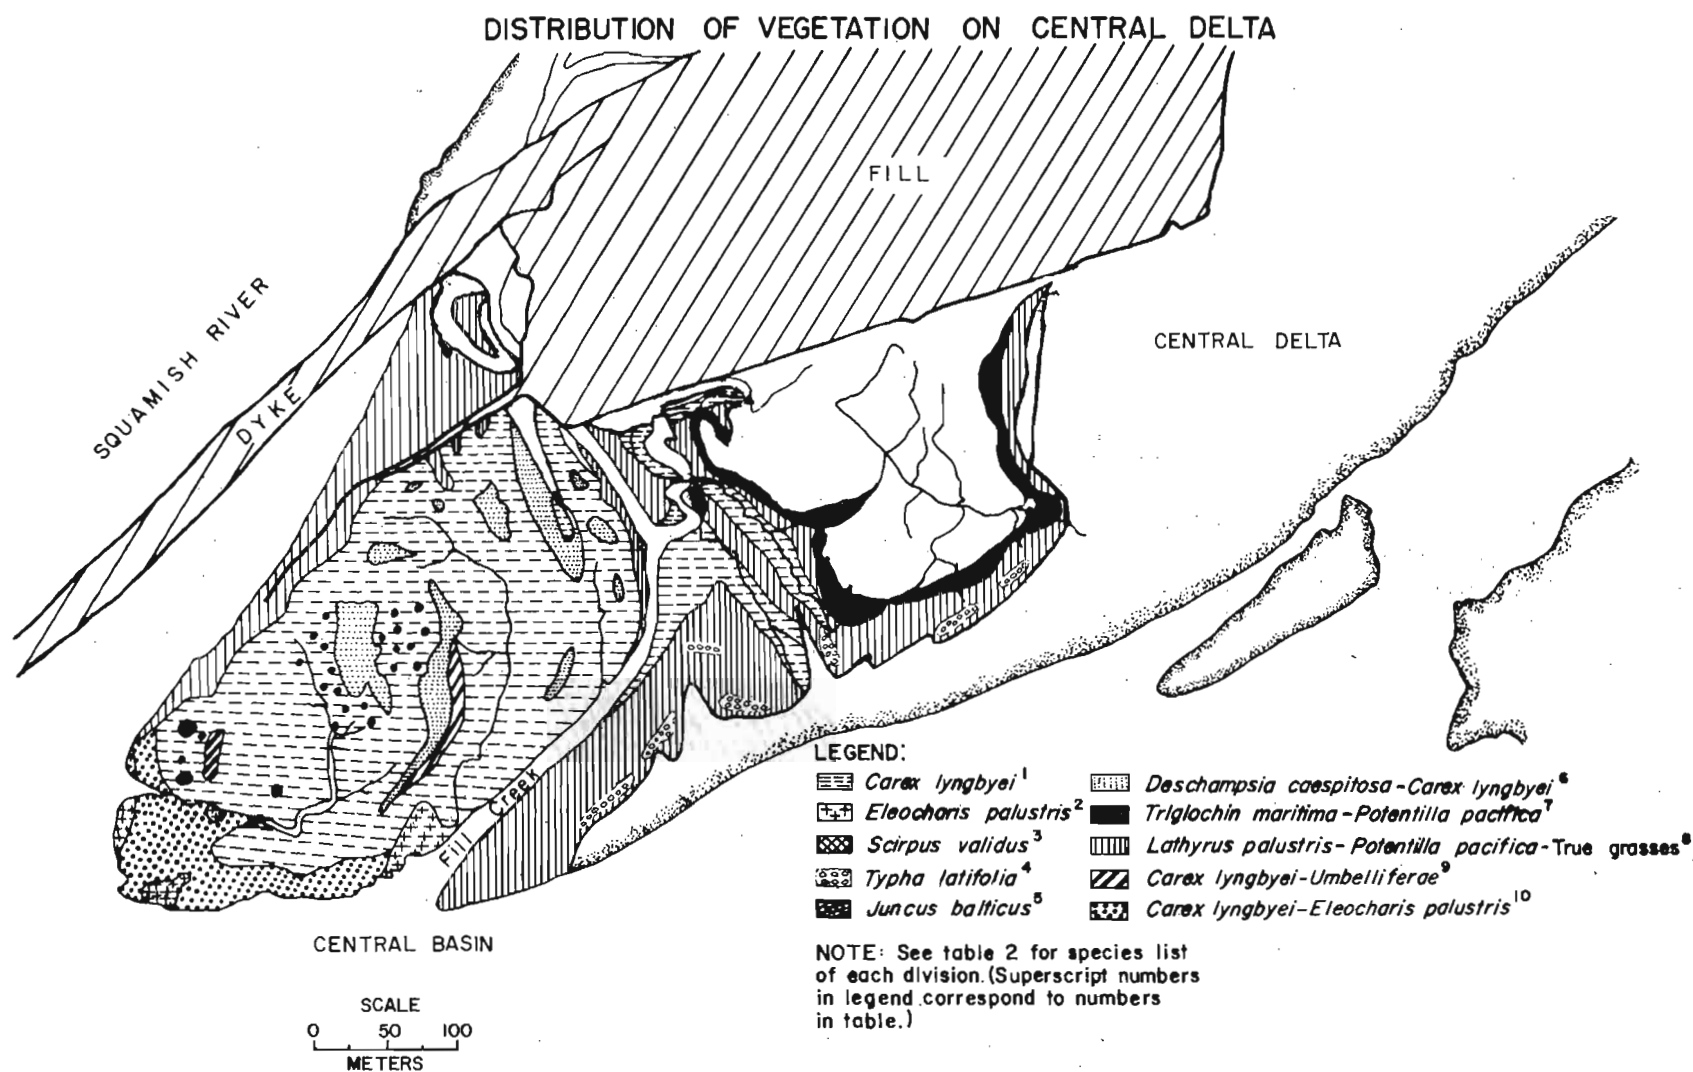 DISTRIBUTION OF VEGETATION ON CENTRAL DELTA
FILL
SQUAMISH RIVER
DYKE
CENTRAL DELTA
Fill Creek
CENTRAL BASIN
SCALE
0 50 100
METERS
LEGEND:
Carex lyngbyei¹
Eleocharis palustris²
Scirpus validus³
Typha latifolia⁴
Juncus balticus⁵
Deschampsia caespitosa-Carex lyngbyei⁶
Triglochin maritima-Potentilla pacifica⁷
Lathyrus palustris-Potentilla pacifica-True grasses⁸
Carex lyngbyei-Umbelliferae⁹
Carex lyngbyei-Eleocharis palustris¹⁰
NOTE: See table 2 for species list
of each division. (Superscript numbers
in legend correspond to numbers
in table.)